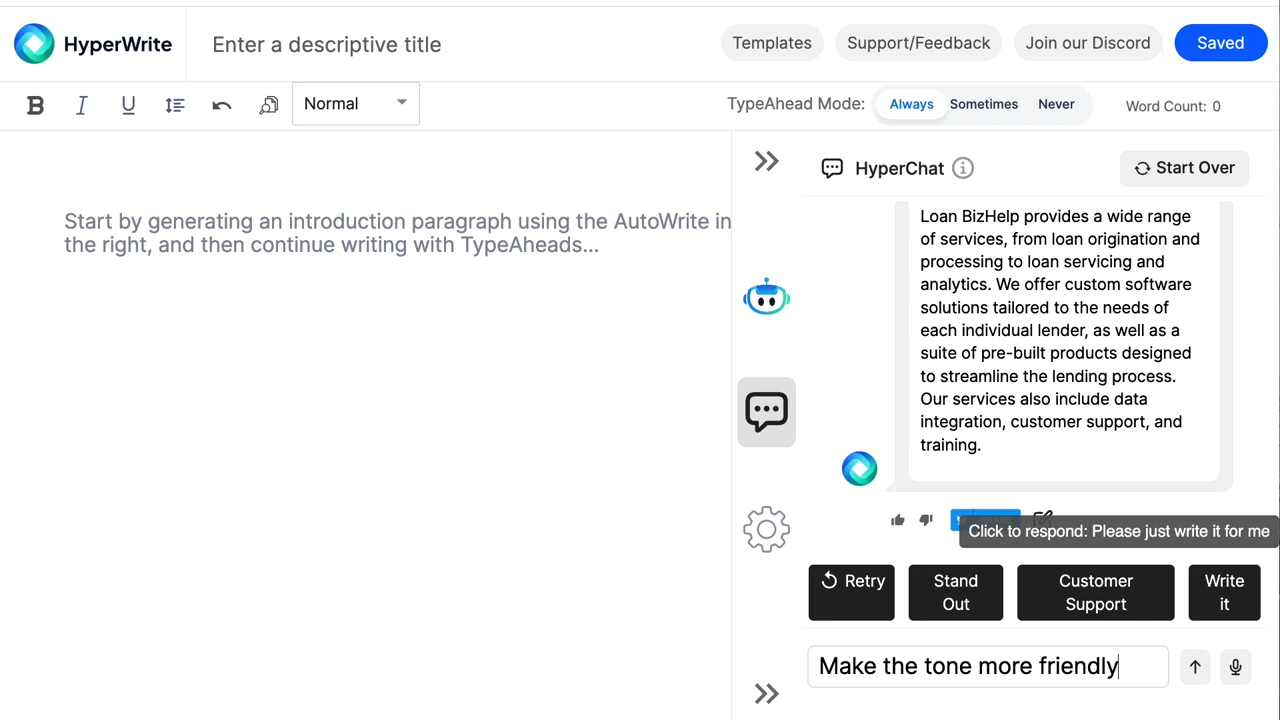 HyperWrite
Enter a descriptive title
Templates
Support/Feedback
Join our Discord
Saved
B I U
Normal
TypeAhead Mode:
Always
Sometimes
Never
Word Count: 0
Start by generating an introduction paragraph using the AutoWrite in
the right, and then continue writing with TypeAheads...
HyperChat
Start Over
Loan BizHelp provides a wide range
of services, from loan origination and
processing to loan servicing and
analytics. We offer custom software
solutions tailored to the needs of
each individual lender, as well as a
suite of pre-built products designed
to streamline the lending process.
Our services also include data
integration, customer support, and
training.
Click to respond: Please just write it for me
Retry
Stand
Out
Customer
Support
Write
it
Make the tone more friendly